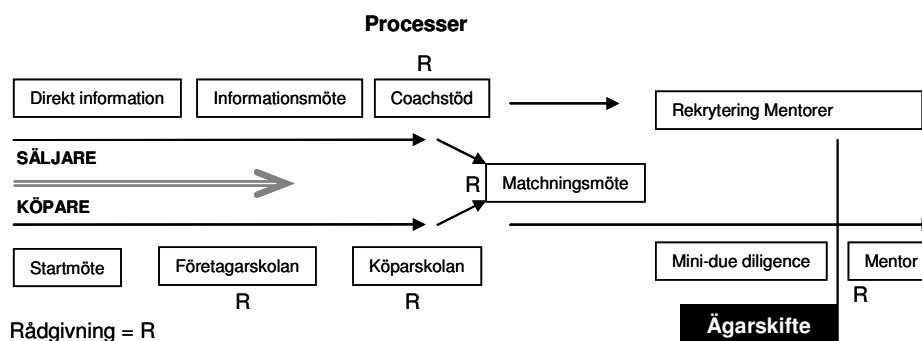 Processer
R
Direkt information
Informationsmöte
Coachstöd
Rekrytering Mentorer
SÄLJARE
R
Matchningsmöte
KÖPARE
Startmöte
Företagarskolan
Köparskolan
Mini-due diligence
Mentor
R
R
R
Ägarskifte
Rådgivning = R